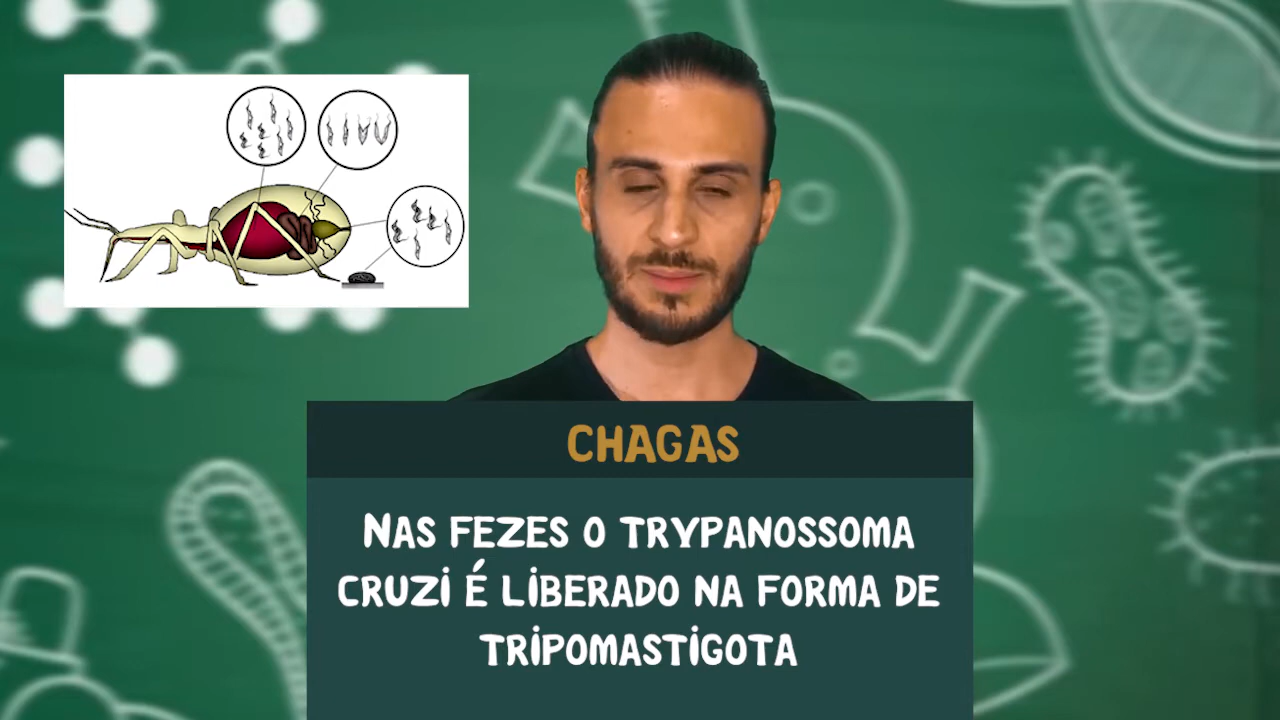 CHAGAS
NAS FEZES O TRYPANOSSOMA
CRUZI É LIBERADO NA FORMA DE
TRIPOMASTIGOTA